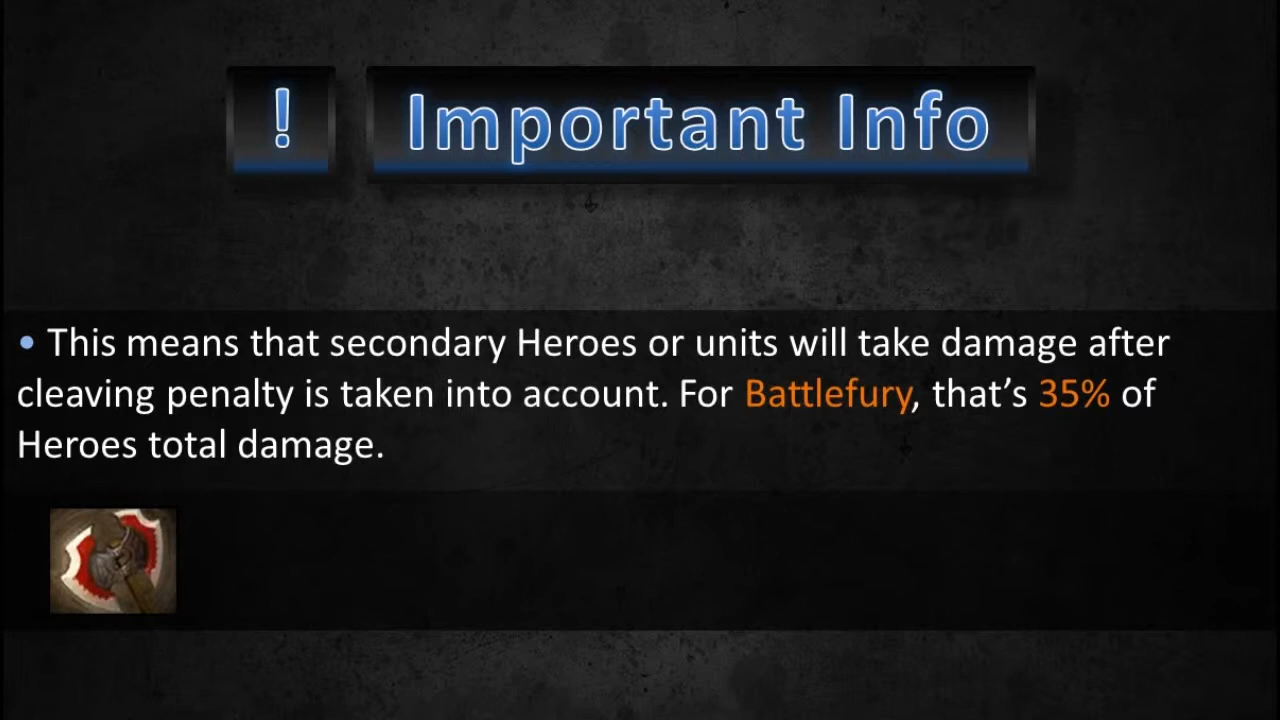 ! Important Info
• This means that secondary Heroes or units will take damage after
cleaving penalty is taken into account. For Battlefury, that’s 35% of
Heroes total damage.